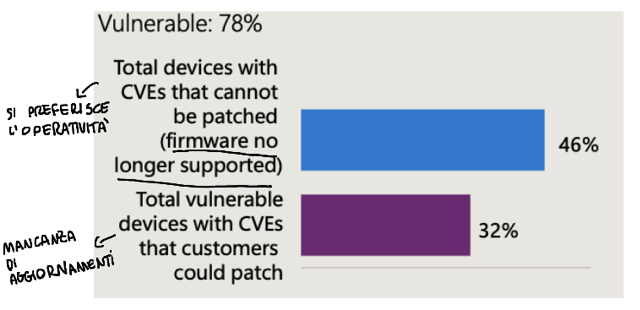 Vulnerable: 78%
Total devices with
CVEs that cannot
be patched
(firmware no
longer supported)
46%
SI PREFERISCE
L'OPERATIVITÀ
Total vulnerable
devices with CVEs
that customers
could patch
32%
MANCANZA
DI
AGGIORNAMENTI